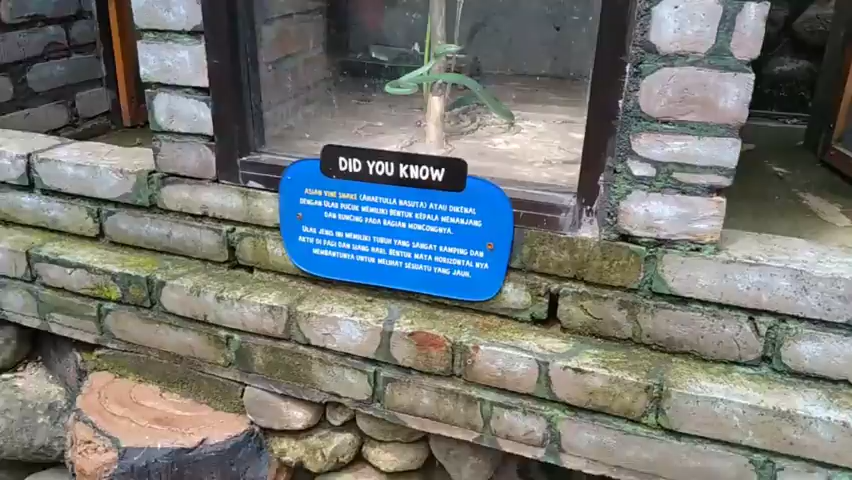 DID YOU KNOW
ASIAN VINE SNAKE (AHAETULLA NASUTA) ATAU DIKENAL
DENGAN ULAR PUCUK MEMILIKI BENTUK KEPALA MEMANJANG
DAN RUNCING PADA BAGIAN MONCONGNYA.
ULAR JENIS INI MEMILIKI TUBUH YANG SANGAT RAMPING DAN
AKTIF DI PAGI DAN SIANG HARI. BENTUK MATA HORIZONTAL NYA
MEMBANTUNYA UNTUK MELIHAT SESUATU YANG JAUH.